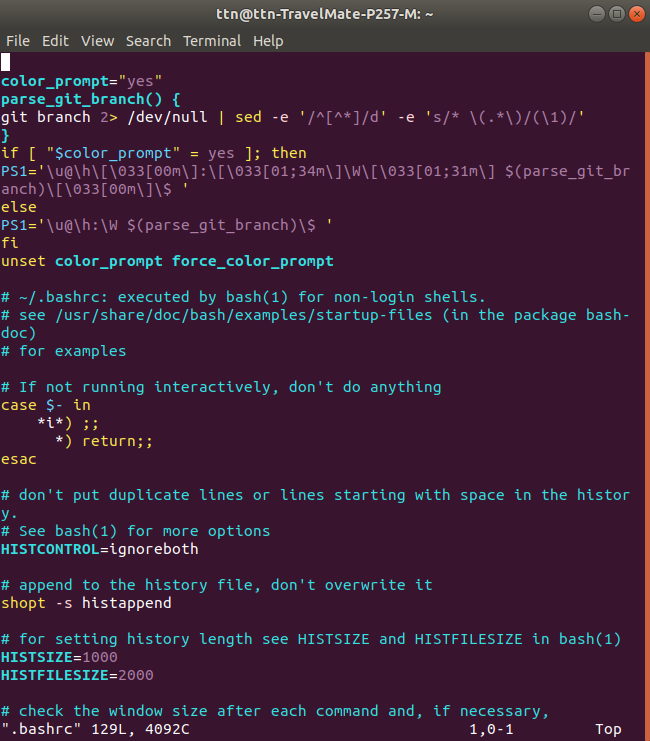 ttn@ttn-TravelMate-P257-M: ~
File Edit View Search Terminal Help
color_prompt="yes"
parse_git_branch() {
git branch 2> /dev/null | sed -e '/^[^*]/d' -e 's/* \(.*\)/(\1)/'
}
if [ "$color_prompt" = yes ]; then
PS1='\u@\h\[\033[00m\]:\[\033[01;34m\]\W\[\033[01;31m\] $(parse_git_br
anch)\[\033[00m\]\$ '
else
PS1='\u@\h:\W $(parse_git_branch)\$ '
fi
unset color_prompt force_color_prompt
# ~/.bashrc: executed by bash(1) for non-login shells.
# see /usr/share/doc/bash/examples/startup-files (in the package bash-
doc)
# for examples
# If not running interactively, don't do anything
case $- in
    *i*) ;;
      *) return;;
esac
# don't put duplicate lines or lines starting with space in the histor
y.
# See bash(1) for more options
HISTCONTROL=ignoreboth
# append to the history file, don't overwrite it
shopt -s histappend
# for setting history length see HISTSIZE and HISTFILESIZE in bash(1)
HISTSIZE=1000
HISTFILESIZE=2000
# check the window size after each command and, if necessary,
".bashrc" 129L, 4092C 1,0-1 Top